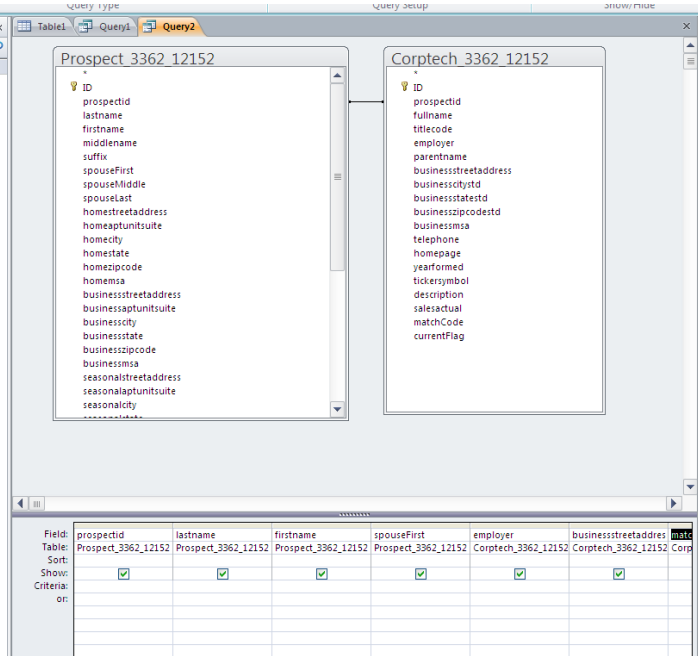 Query Type Query Setup Show/Hide
Table1 Query1 Query2
Prospect_3362_12152
*
ID
prospectid
lastname
firstname
middlename
suffix
spouseFirst
spouseMiddle
spouseLast
homestreetaddress
homeaptunitsuite
homecity
homestate
homezipcode
homemsa
businessstreetaddress
businessaptunitsuite
businesscity
businessstate
businesszipcode
businessmsa
seasonalstreetaddress
seasonalaptunitsuite
seasonalcity
seasonalstate
Corptech_3362_12152
*
ID
prospectid
fullname
titlecode
employer
parentname
businessstreetaddress
businesscitystd
businessstatestd
businesszipcodestd
businessmsa
telephone
homepage
yearformed
tickersymbol
description
salesactual
matchCode
currentFlag
Field: prospectid lastname firstname spouseFirst employer businessstreetaddres matc
Table: Prospect_3362_12152 Prospect_3362_12152 Prospect_3362_12152 Prospect_3362_12152 Corptech_3362_12152 Corptech_3362_12152 Corp
Sort:
Show:
Criteria:
or: